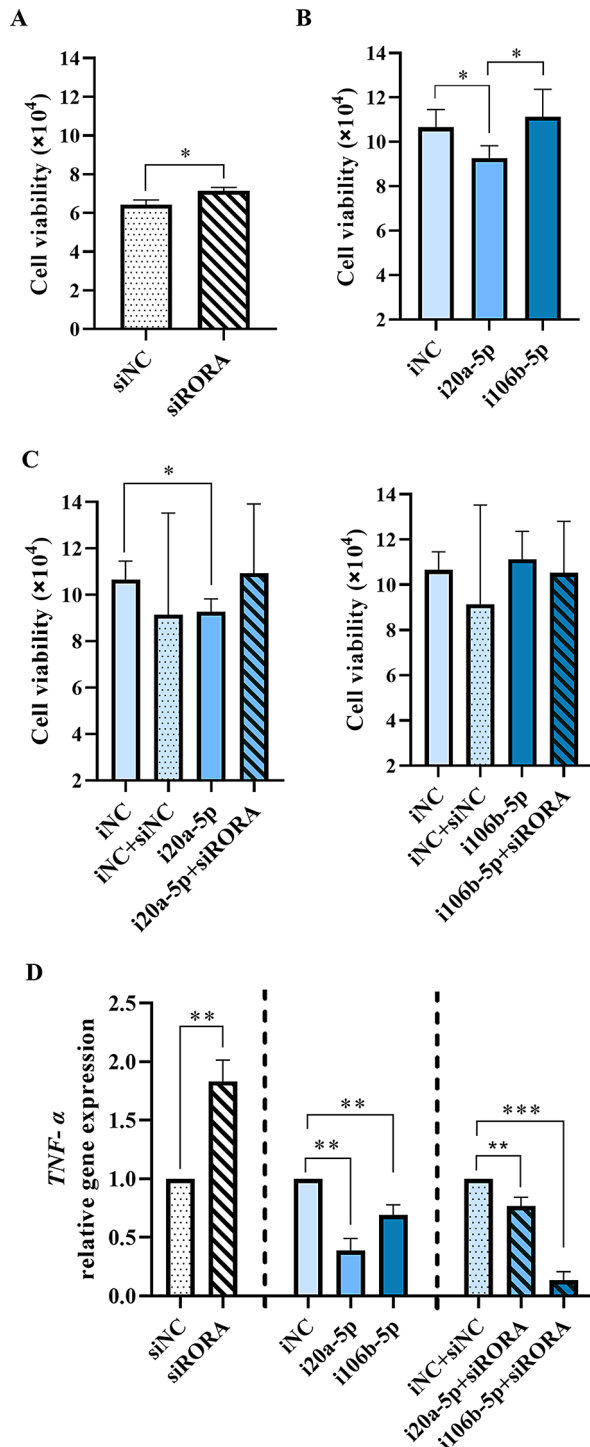 A
Cell viability (×10⁴)
14
12
10
8
6
4
2
0
*
siNC
siRORA
B
Cell viability (×10⁴)
14
12
10
8
6
4
2
*
*
iNC
i20a-5p
i106b-5p
C
Cell viability (×10⁴)
14
12
10
8
6
4
2
*
iNC
iNC+siNC
i20a-5p
i20a-5p+siRORA
Cell viability (×10⁴)
14
12
10
8
6
4
2
iNC
iNC+siNC
i106b-5p
i106b-5p+siRORA
D
TNF- α
relative gene expression
2.5
2.0
1.5
1.0
0.5
0.0
**
siNC
siRORA
**
**
iNC
i20a-5p
i106b-5p
***
**
iNC+siNC
i20a-5p+siRORA
i106b-5p+siRORA